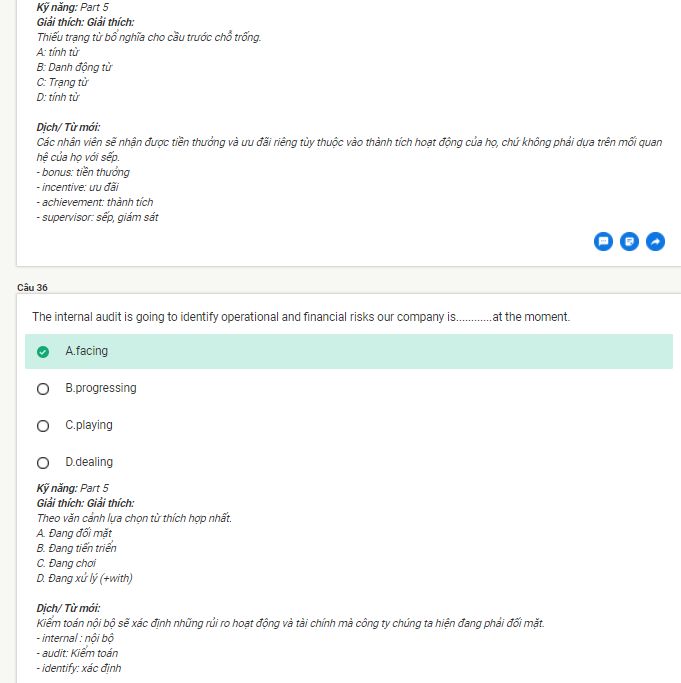 Kỹ năng: Part 5
Giải thích: Giải thích:
Thiếu trạng từ bổ nghĩa cho cầu trước chỗ trống.
A: tính từ
B: Danh động từ
C: Trạng từ
D: tính từ
Dịch/ Từ mới:
Các nhân viên sẽ nhận được tiền thưởng và ưu đãi riêng tùy thuộc vào thành tích hoạt động của họ, chứ không phải dựa trên mối quan
hệ của họ với sếp.
- bonus: tiền thưởng
- incentive: ưu đãi
- achievement: thành tích
- supervisor: sếp, giám sát
Câu 36
The internal audit is going to identify operational and financial risks our company is............at the moment.
A.facing
B.progressing
C.playing
D.dealing
Kỹ năng: Part 5
Giải thích: Giải thích:
Theo văn cảnh lựa chọn từ thích hợp nhất.
A. Đang đối mặt
B. Đang tiến triển
C. Đang chơi
D. Đang xử lý (+with)
Dịch/ Từ mới:
Kiểm toán nội bộ sẽ xác định những rủi ro hoạt động và tài chính mà công ty chúng ta hiện đang phải đối mặt.
- internal : nội bộ
- audit: Kiểm toán
- identify: xác định